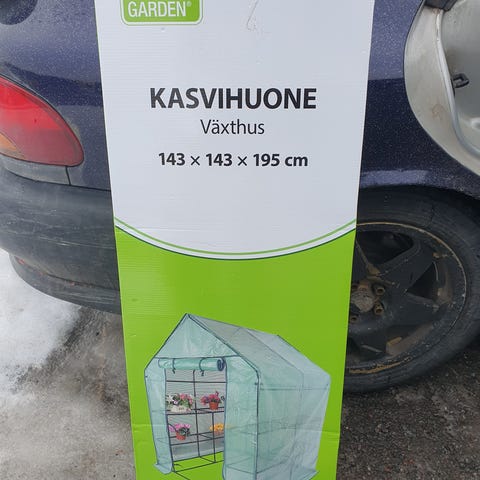 GARDEN®
KASVIHUONE
Växthus
143 × 143 × 195 cm